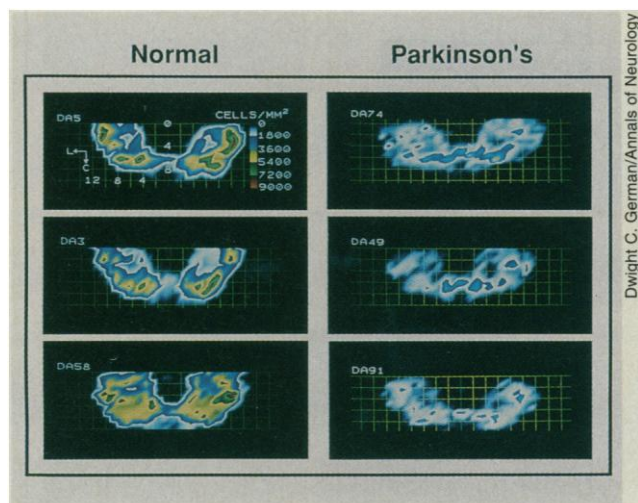 Normal
Parkinson's
DA5
CELLS/MM²
0
1800
3600
5400
7200
9000
0
4
8
L
C
12 8 4
DA74
DA3
DA49
DA58
DA91
Dwight C. German/Annals of Neurology